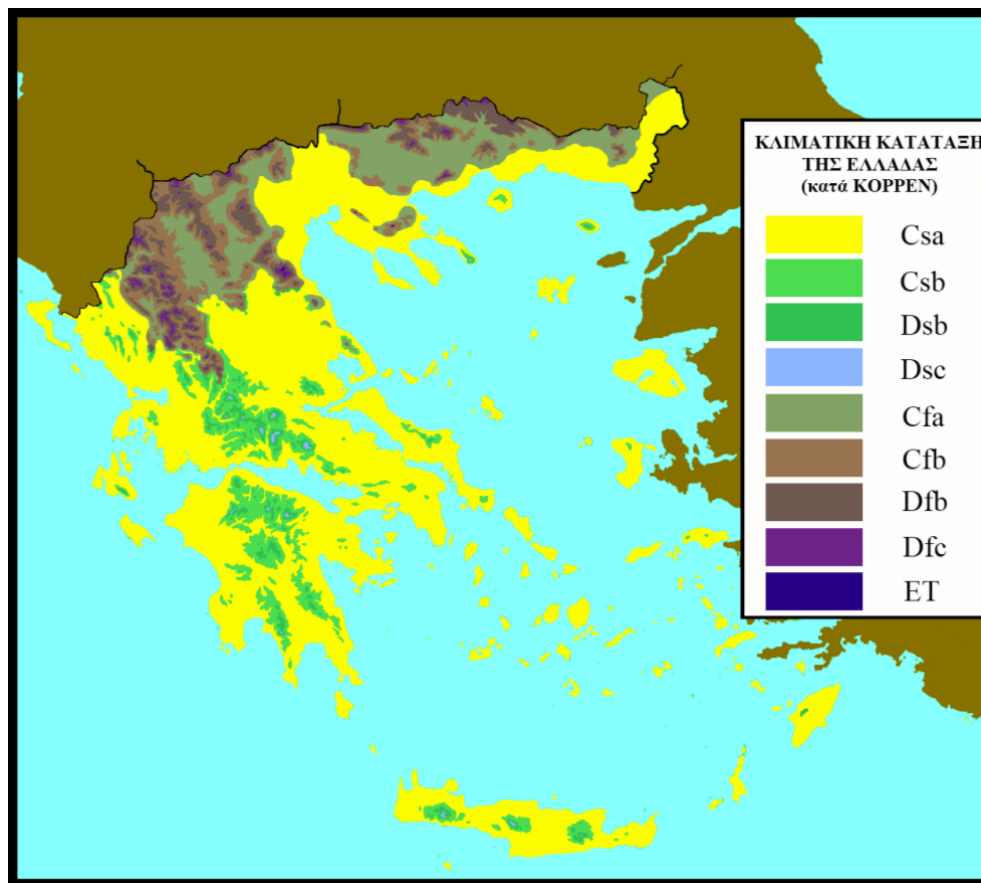 ΚΛΙΜΑΤΙΚΗ ΚΑΤΑΤΑΞΗ
ΤΗΣ ΕΛΛΑΔΑΣ
(κατά ΚΟΡΡΕΝ)
Csa
Csb
Dsb
Dsc
Cfa
Cfb
Dfb
Dfc
ET